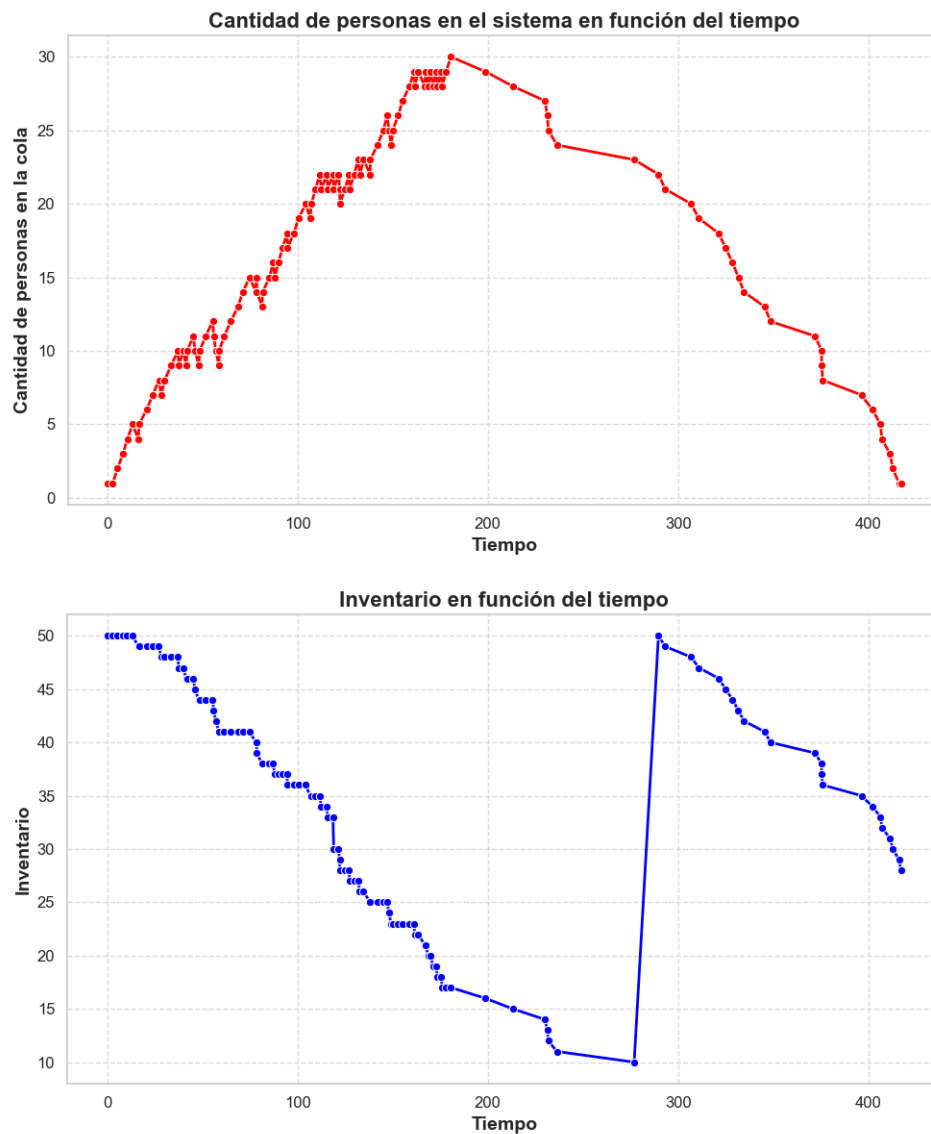 Cantidad de personas en el sistema en función del tiempo
30
25
20
15
10
5
0
Cantidad de personas en la cola
0 100 200 300 400
Tiempo
Inventario en función del tiempo
50
45
40
35
30
25
20
15
10
Inventario
0 100 200 300 400
Tiempo